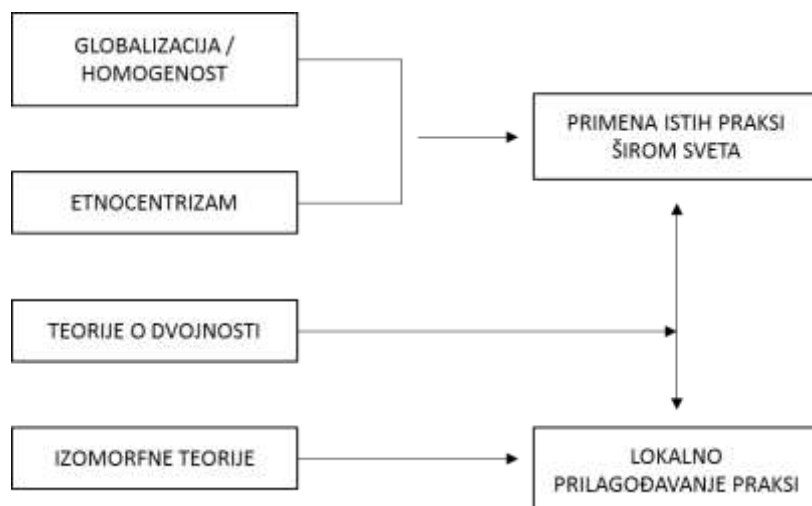 GLOBALIZACIJA /
HOMOGENOST
ETNOCENTRIZAM
TEORIJE O DVOJNOSTI
IZOMORFNE TEORIJE
PRIMENA ISTIH PRAKSI
ŠIROM SVETA
LOKALNO
PRILAGOĐAVANJE PRAKSI